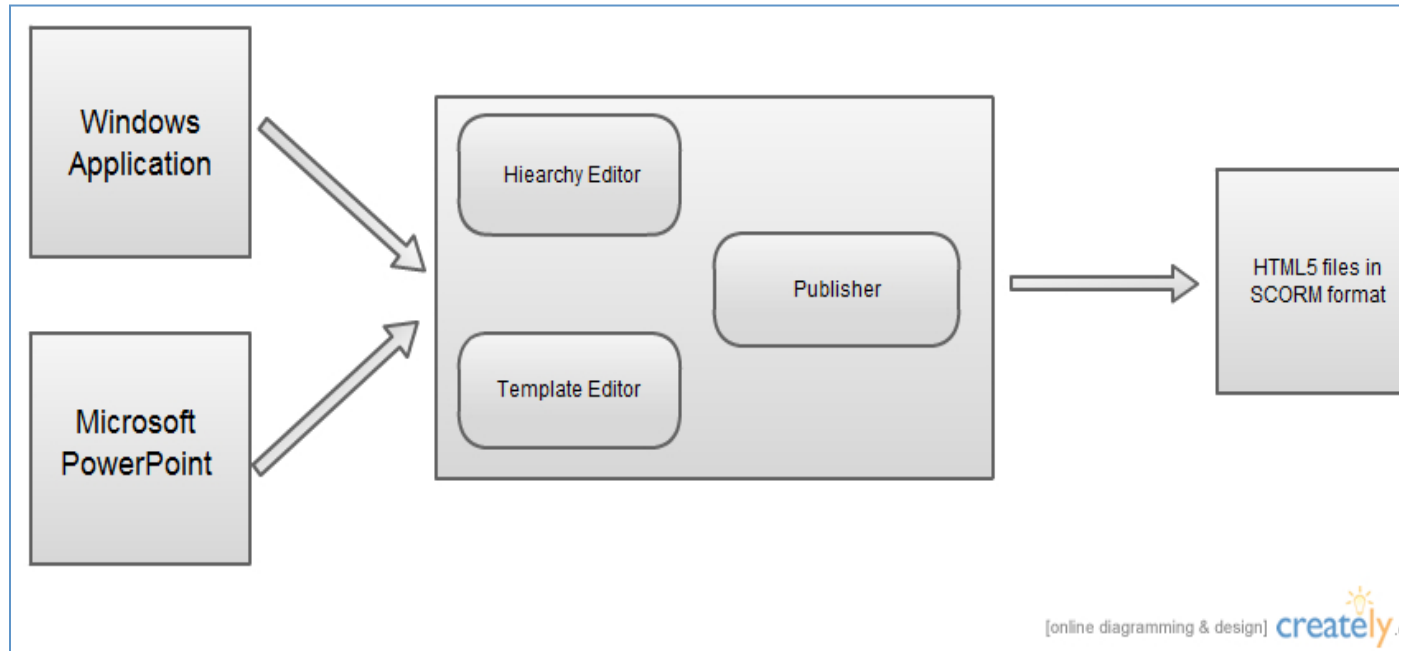 Windows
Application
Hiearchy Editor
Publisher
HTML5 files in
SCORM format
Template Editor
Microsoft
PowerPoint
[online diagramming & design] creately